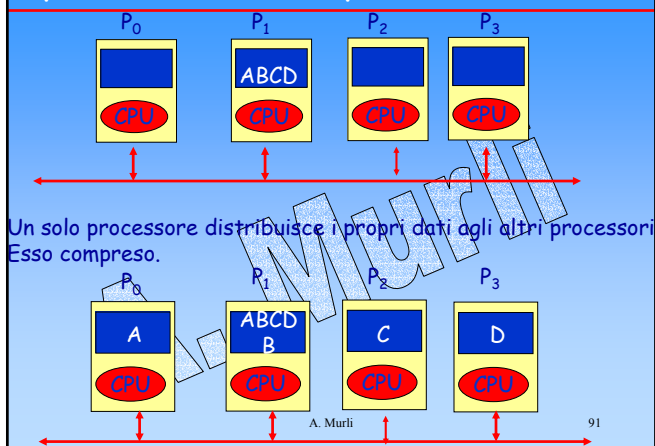 P0 P1 P2 P3
ABCD
CPU CPU CPU CPU
Un solo processore distribuisce i propri dati agli altri processori
Esso compreso.
P0 P1 P2 P3
A ABCD C D
B
CPU CPU CPU CPU
A. Murli
A. Murli 91